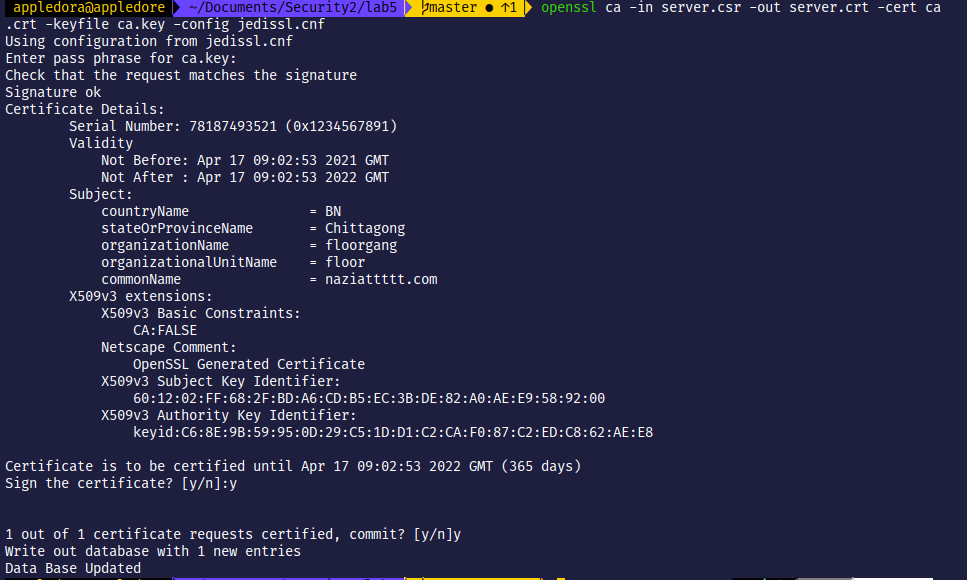 appledora@appledore ~/Documents/Security2/lab5 master ● ↑1 openssl ca -in server.csr -out server.crt -cert ca
.crt -keyfile ca.key -config jedissl.cnf
Using configuration from jedissl.cnf
Enter pass phrase for ca.key:
Check that the request matches the signature
Signature ok
Certificate Details:
Serial Number: 78187493521 (0x1234567891)
Validity
Not Before: Apr 17 09:02:53 2021 GMT
Not After : Apr 17 09:02:53 2022 GMT
Subject:
countryName = BN
stateOrProvinceName = Chittagong
organizationName = floorgang
organizationalUnitName = floor
commonName = naziattttt.com
X509v3 extensions:
X509v3 Basic Constraints:
CA:FALSE
Netscape Comment:
OpenSSL Generated Certificate
X509v3 Subject Key Identifier:
60:12:02:FF:68:2F:BD:A6:CD:B5:EC:3B:DE:82:A0:AE:E9:58:92:00
X509v3 Authority Key Identifier:
keyid:C6:8E:9B:59:95:0D:29:C5:1D:D1:C2:CA:F0:87:C2:ED:C8:62:AE:E8
Certificate is to be certified until Apr 17 09:02:53 2022 GMT (365 days)
Sign the certificate? [y/n]:y
1 out of 1 certificate requests certified, commit? [y/n]y
Write out database with 1 new entries
Data Base Updated